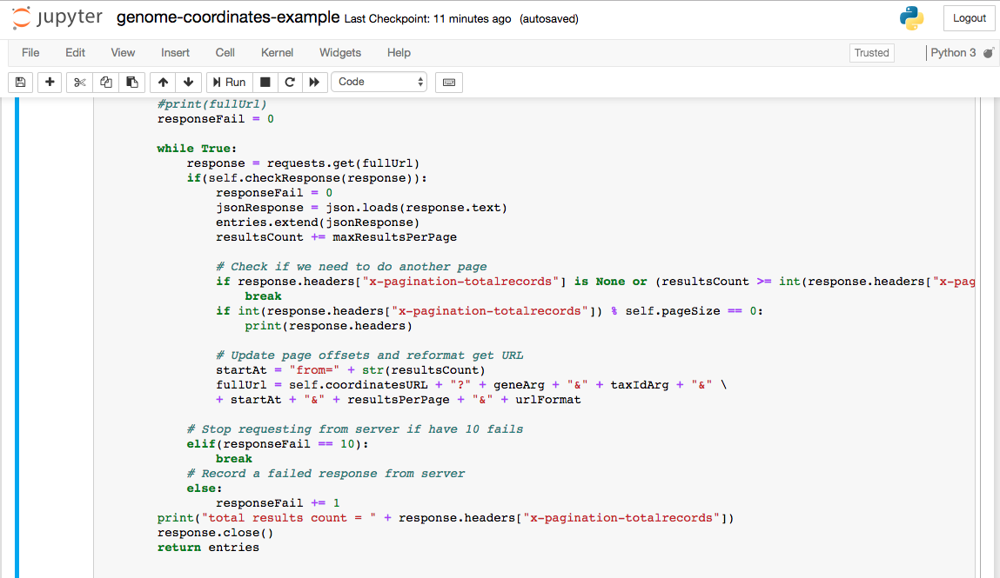 jupyter genome-coordinates-example Last Checkpoint: 11 minutes ago (autosaved) Logout
File Edit View Insert Cell Kernel Widgets Help Trusted Python 3
Run Code
#print(fullUrl)
responseFail = 0
while True:
response = requests.get(fullUrl)
if(self.checkResponse(response)):
responseFail = 0
jsonResponse = json.loads(response.text)
entries.extend(jsonResponse)
resultsCount += maxResultsPerPage
# Check if we need to do another page
if response.headers["x-pagination-totalrecords"] is None or (resultsCount >= int(response.headers["x-pag
break
if int(response.headers["x-pagination-totalrecords"]) % self.pageSize == 0:
print(response.headers)
# Update page offsets and reformat get URL
startAt = "from=" + str(resultsCount)
fullUrl = self.coordinatesURL + "?" + geneArg + "&" + taxIdArg + "&" \
+ startAt + "&" + resultsPerPage + "&" + urlFormat
# Stop requesting from server if have 10 fails
elif(responseFail == 10):
break
# Record a failed response from server
else:
responseFail += 1
print("total results count = " + response.headers["x-pagination-totalrecords"])
response.close()
return entries